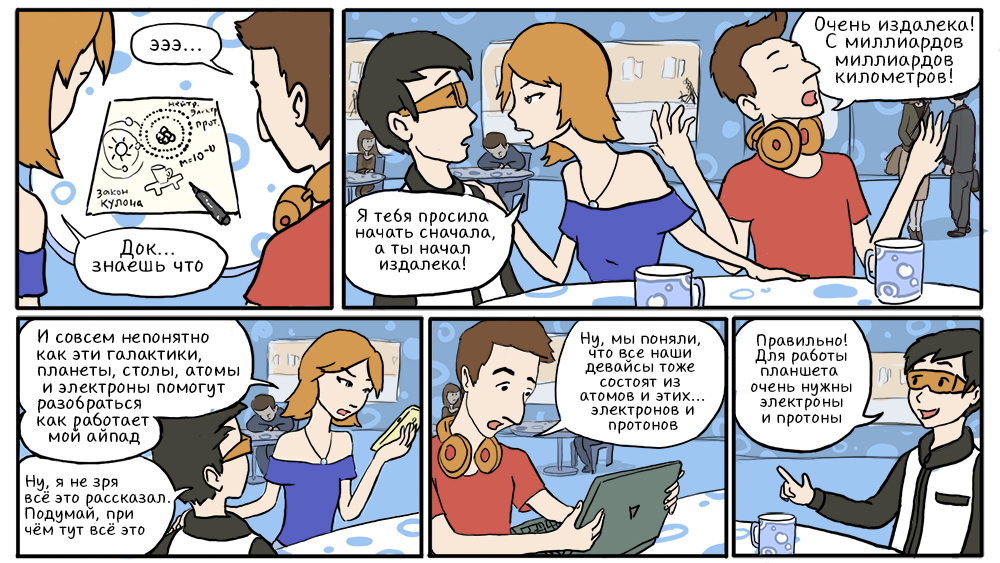 эээ...
нейтр.
электр.
прот.
m=10⁻⁶
закон
кулона
Док...
знаешь что
Очень издалека!
С миллиардов
миллиардов
километров!
Я тебя просила
начать сначала,
а ты начал
издалека!
И совсем непонятно
как эти галактики,
планеты, столы, атомы
и электроны помогут
разобраться
как работает
мой айпад
Ну, я не зря
всё это рассказал.
Подумай, при
чём тут всё это
Ну, мы поняли,
что все наши
девайсы тоже
состоят из
атомов и этих...
электронов и
протонов
Правильно!
Для работы
планшета
очень нужны
электроны
и протоны